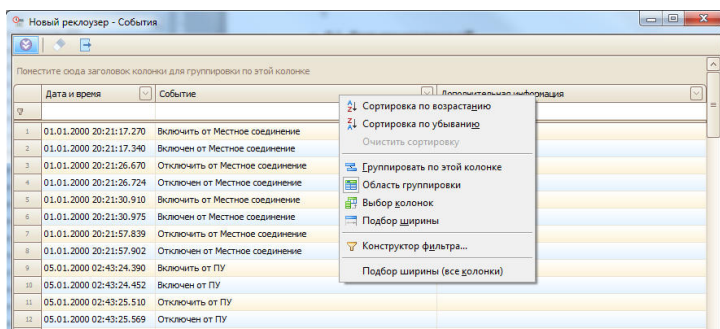 Новый реклоузер - События
Поместите сюда заголовок колонки для группировки по этой колонке
Дата и время Событие Дополнительная информация
1 01.01.2000 20:21:17.270 Включить от Местное соединение
2 01.01.2000 20:21:17.340 Включен от Местное соединение
3 01.01.2000 20:21:26.670 Отключить от Местное соединение
4 01.01.2000 20:21:26.724 Отключен от Местное соединение
5 01.01.2000 20:21:30.910 Включить от Местное соединение
6 01.01.2000 20:21:30.975 Включен от Местное соединение
7 01.01.2000 20:21:57.839 Отключить от Местное соединение
8 01.01.2000 20:21:57.902 Отключен от Местное соединение
9 05.01.2000 02:43:24.390 Включить от ПУ
10 05.01.2000 02:43:24.452 Включен от ПУ
11 05.01.2000 02:43:25.510 Отключить от ПУ
12 05.01.2000 02:43:25.569 Отключен от ПУ
Сортировка по возрастанию
Сортировка по убыванию
Очистить сортировку
Группировать по этой колонке
Область группировки
Выбор колонок
Подбор ширины
Конструктор фильтра...
Подбор ширины (все колонки)